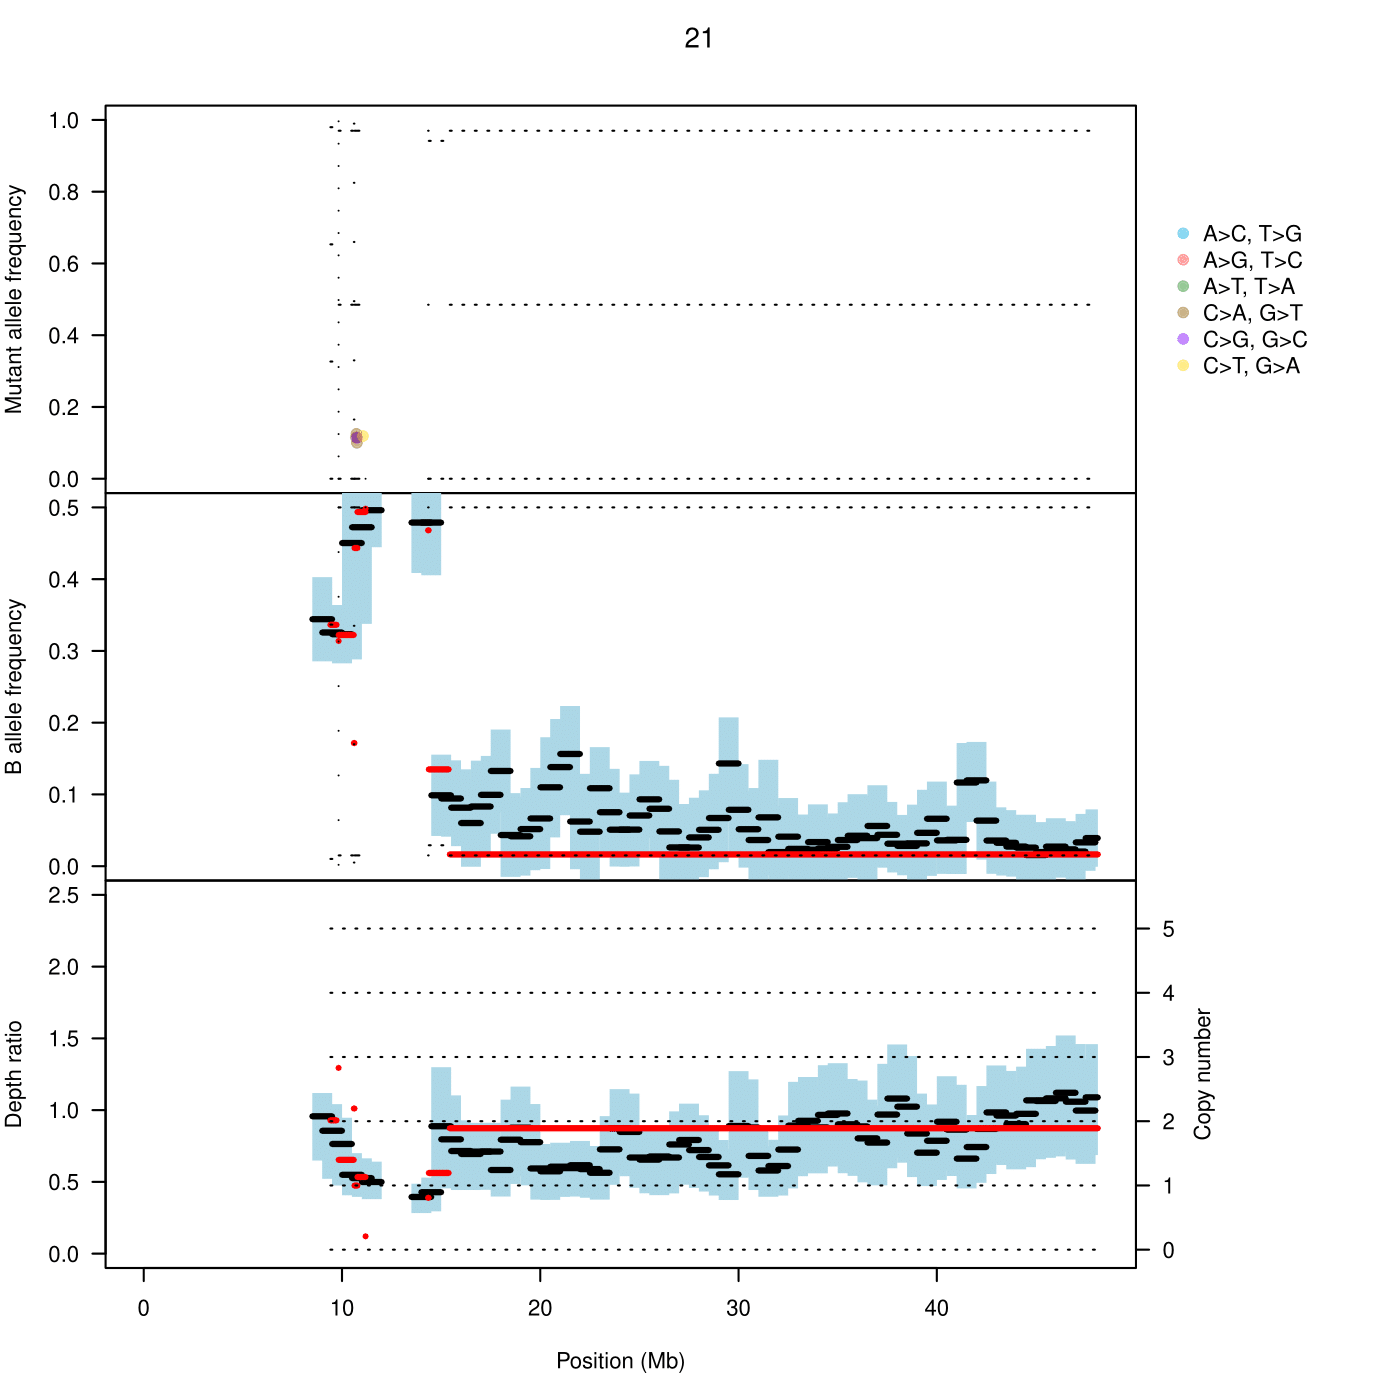 21
Mutant allele frequency
1.0
0.8
0.6
0.4
0.2
0.0
A>C, T>G
A>G, T>C
A>T, T>A
C>A, G>T
C>G, G>C
C>T, G>A
B allele frequency
0.5
0.4
0.3
0.2
0.1
0.0
Depth ratio
2.5
2.0
1.5
1.0
0.5
0.0
5
4
3
2
1
0
Copy number
0 10 20 30 40
Position (Mb)